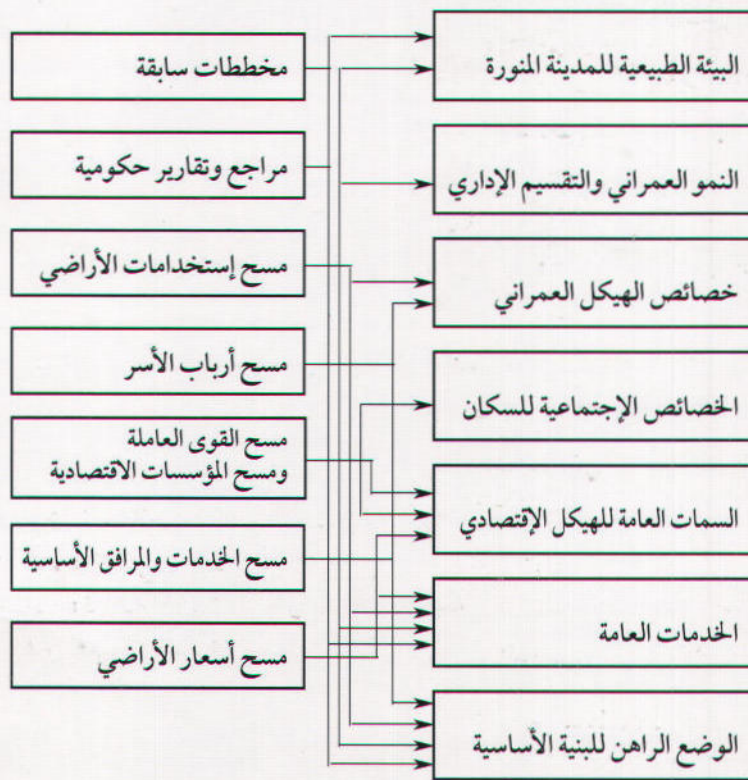 البيئة الطبيعية للمدينة المنورة
النمو العمراني والتقسيم الإداري
خصائص الهيكل العمراني
الخصائص الإجتماعية للسكان
السمات العامة للهيكل الإقتصادي
الخدمات العامة
الوضع الراهن للبنية الأساسية
مخططات سابقة
مراجع وتقارير حكومية
مسح إستخدامات الأراضي
مسح أرباب الأسر
مسح القوى العاملة
ومسح المؤسسات الاقتصادية
مسح الخدمات والمرافق الأساسية
مسح أسعار الأراضي